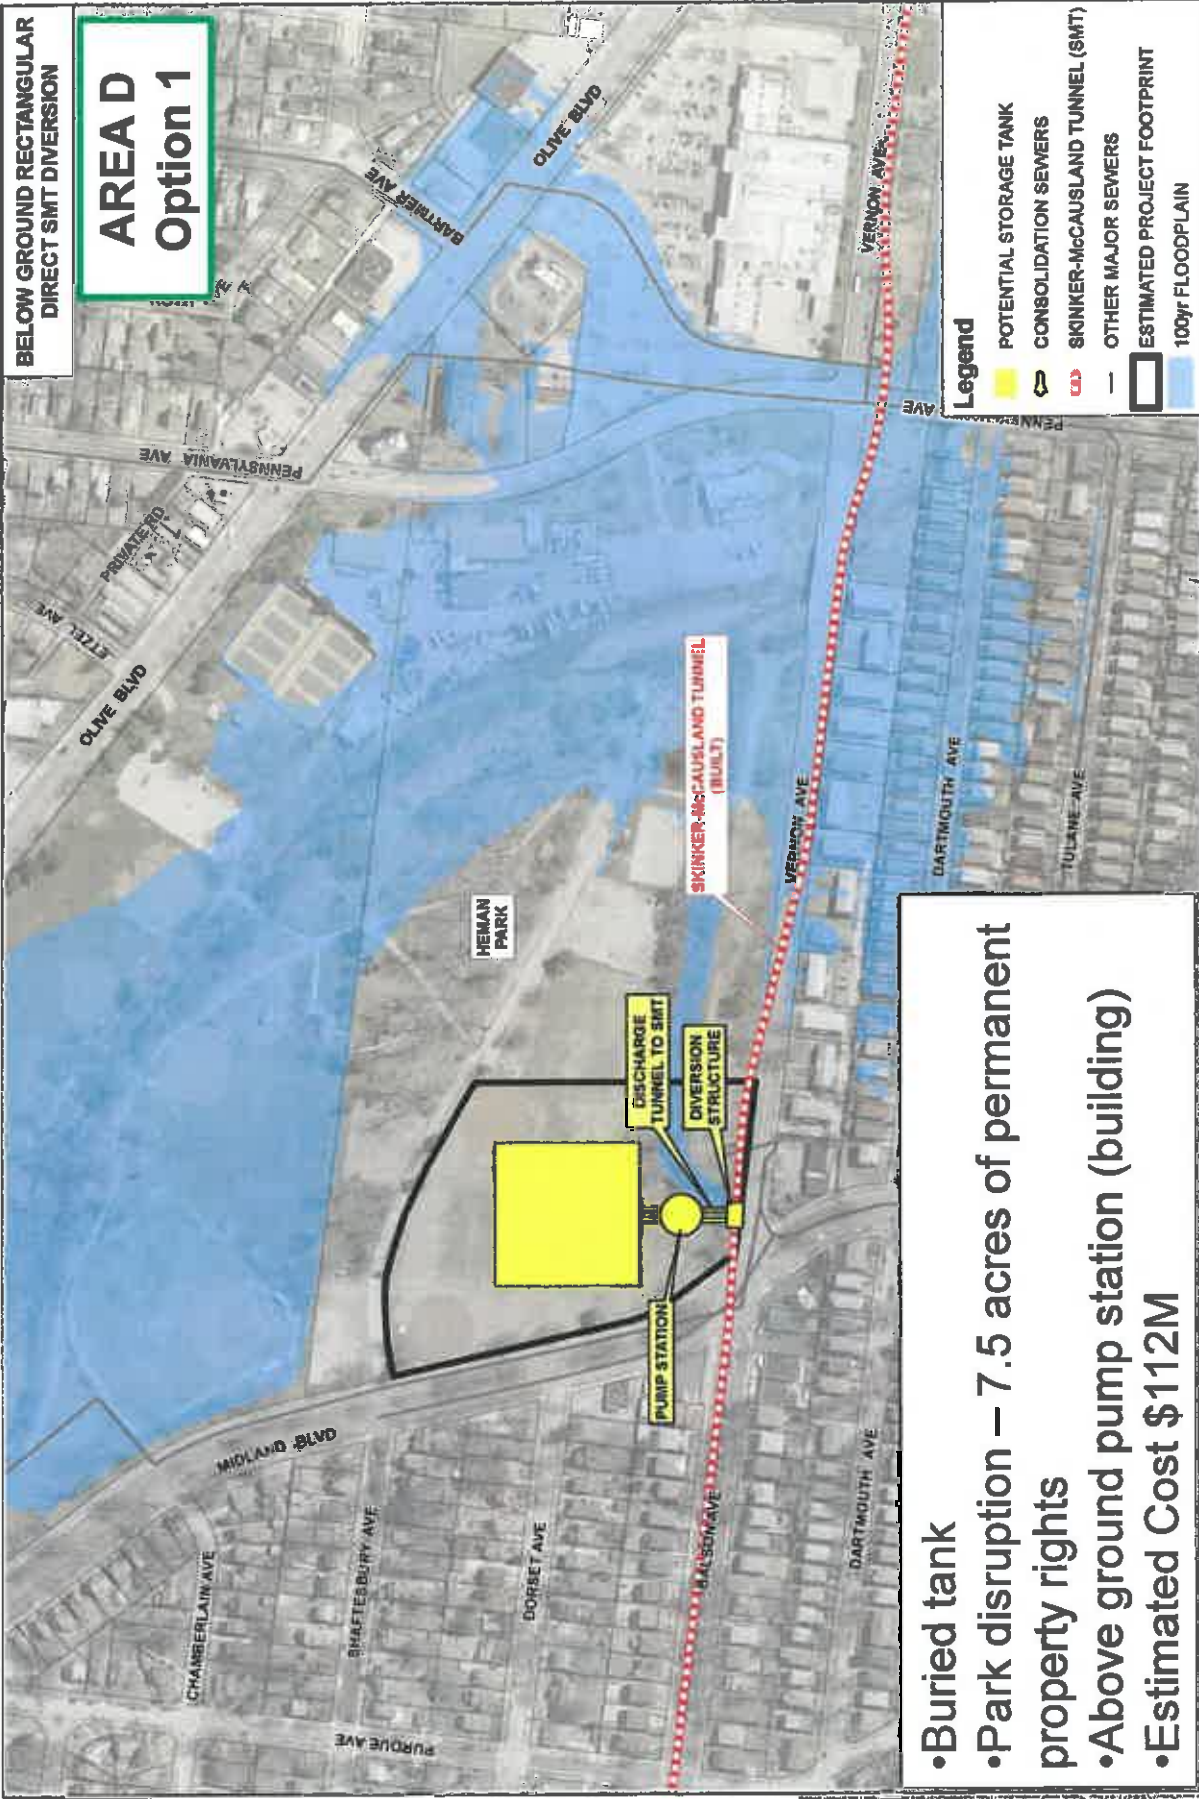 BELOW GROUND RECTANGULAR
DIRECT SMT DIVERSION
AREA D
Option 1
OLIVE BLVD
BARTMER AVE
OLIVE BLVD
ETZEL AVE
PRIVATE RD
PENNSYLVANIA AVE
VERNON AVE
AVE
HEMAN
PARK
SKINKER-McCAUSLAND TUNNEL
(BUILT)
VERNON AVE
DARTMOUTH AVE
TULANE AVE
DISCHARGE
TUNNEL TO SMT
DIVERSION
STRUCTURE
PUMP STATION
MIDLAND BLVD
CHAMBERLAIN AVE
SHAFTESBURY AVE
DORSET AVE
BALSON AVE
DARTMOUTH AVE
PURDUE AVE
Legend
POTENTIAL STORAGE TANK
CONSOLIDATION SEWERS
SKINKER-McCAUSLAND TUNNEL (SMT)
OTHER MAJOR SEWERS
ESTIMATED PROJECT FOOTPRINT
100yr FLOODPLAIN
•Buried tank
•Park disruption – 7.5 acres of permanent
property rights
•Above ground pump station (building)
•Estimated Cost $112M